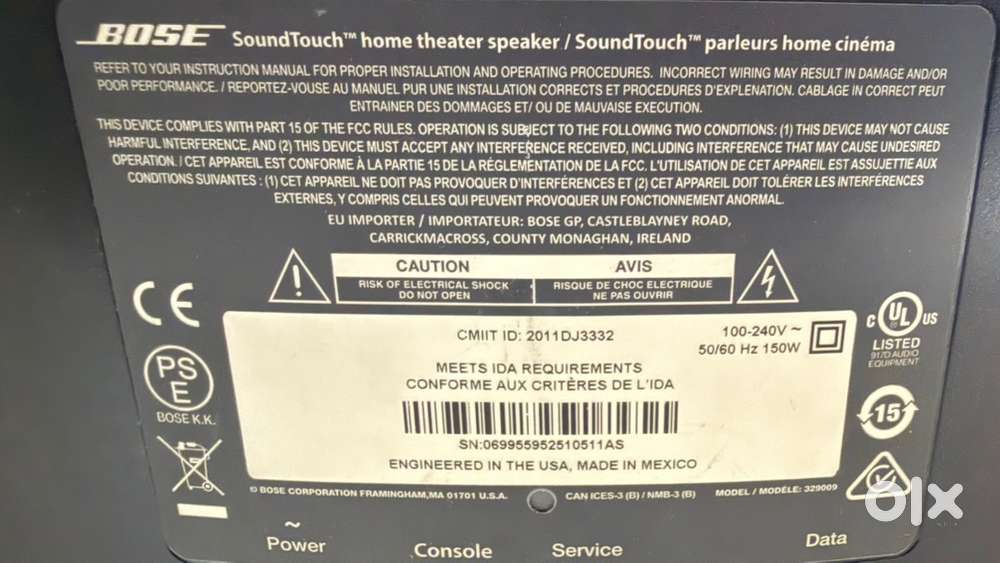 BOSE SoundTouch™ home theater speaker / SoundTouch™ parleurs home cinéma
REFER TO YOUR INSTRUCTION MANUAL FOR PROPER INSTALLATION AND OPERATING PROCEDURES. INCORRECT WIRING MAY RESULT IN DAMAGE AND/OR
POOR PERFORMANCE. / REPORTEZ-VOUSE AU MANUEL PUR UNE INSTALLATION CORRECTS ET PROCEDURES D'EXPLENATION. CABLAGE IN CORRECT PEUT
ENTRAINER DES DOMMAGES ET/ OU DE MAUVAISE EXECUTION.
THIS DEVICE COMPLIES WITH PART 15 OF THE FCC RULES. OPERATION IS SUBJECT TO THE FOLLOWING TWO CONDITIONS: (1) THIS DEVICE MAY NOT CAUSE
HARMFUL INTERFERENCE, AND (2) THIS DEVICE MUST ACCEPT ANY INTERFERENCE RECEIVED, INCLUDING INTERFERENCE THAT MAY CAUSE UNDESIRED
OPERATION. / CET APPAREIL EST CONFORME À LA PARTIE 15 DE LA RÉGLEMENTATION DE LA FCC. L'UTILISATION DE CET APPAREIL EST ASSUJETTIE AUX
CONDITIONS SUIVANTES : (1) CET APPAREIL NE DOIT PAS PROVOQUER D'INTERFÉRENCES ET (2) CET APPAREIL DOIT TOLÉRER LES INTERFÉRENCES
EXTERNES, Y COMPRIS CELLES QUI PEUVENT PROVOQUER UN FONCTIONNEMENT ANORMAL.
EU IMPORTER / IMPORTATEUR: BOSE GP, CASTLEBLAYNEY ROAD,
CARRICKMACROSS, COUNTY MONAGHAN, IRELAND
CAUTION AVIS
RISK OF ELECTRICAL SHOCK
DO NOT OPEN
RISQUE DE CHOC ELECTRIQUE
NE PAS OUVRIR
CE
PS
E
BOSE K.K.
CMIIT ID: 2011DJ3332
100-240V ~
50/60 Hz 150W
MEETS IDA REQUIREMENTS
CONFORME AUX CRITÈRES DE L'IDA
SN:069955952510511AS
ENGINEERED IN THE USA, MADE IN MEXICO
C UL US
LISTED
917D AUDIO
EQUIPMENT
15
© BOSE CORPORATION FRAMINGHAM,MA 01701 U.S.A.
CAN ICES-3 (B) / NMB-3 (B)
MODEL / MODÈLE: 329009
olx
~
Power
Console
Service
Data